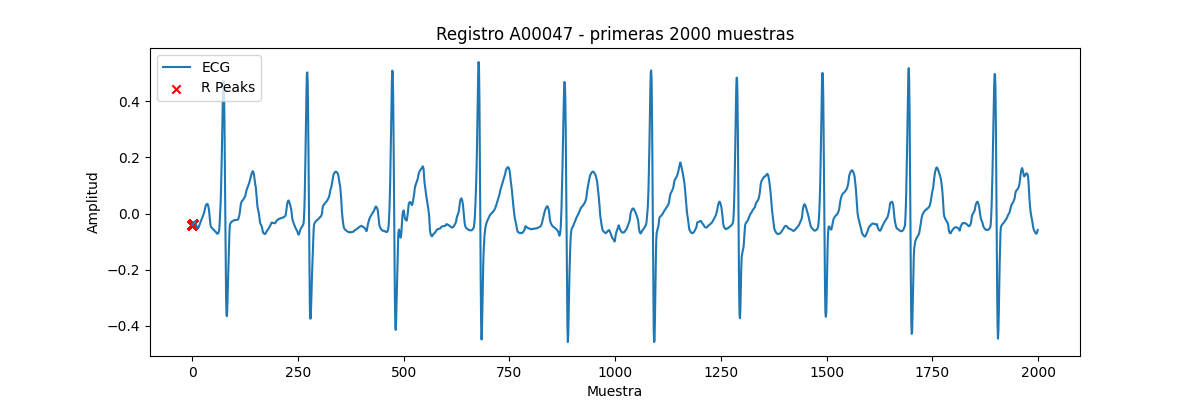 Registro A00047 - primeras 2000 muestras
ECG
R Peaks
Amplitud
0.4
0.2
0.0
−0.2
−0.4
0 250 500 750 1000 1250 1500 1750 2000
Muestra